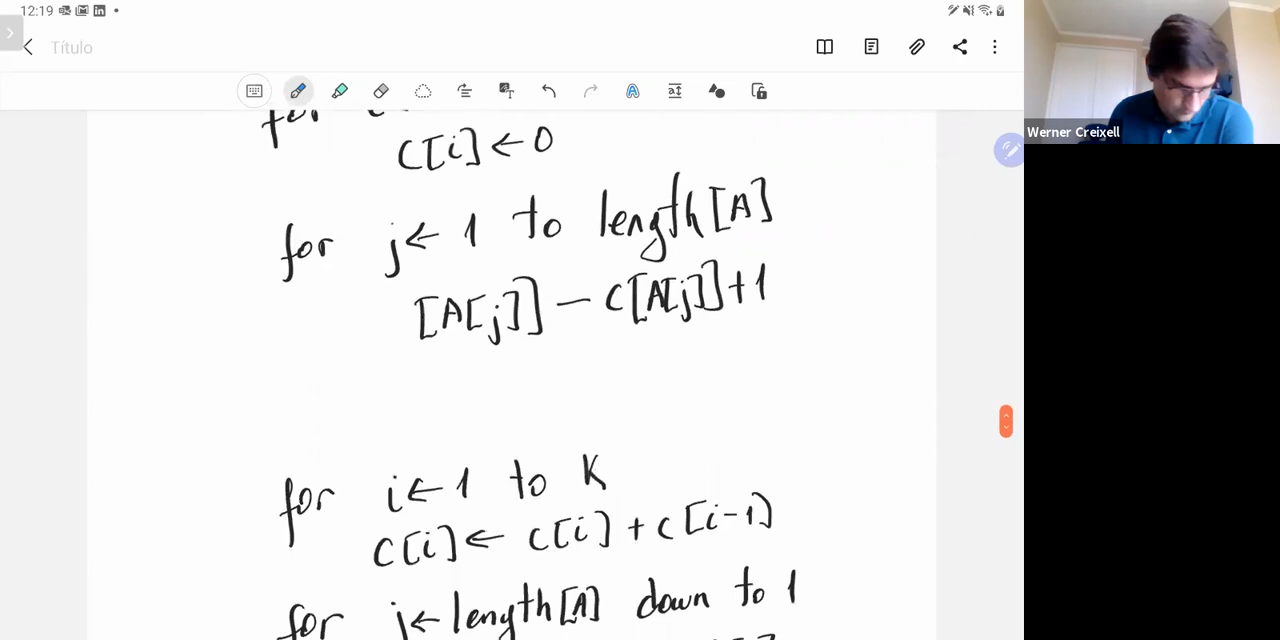 12:19
Título
for
C[i] ← 0
for j ← 1 to length[A]
[A[j]] — C[A[j]] + 1
for i ← 1 to K
C[i] ← C[i] + C[i-1]
for j ← length[A] down to 1
Werner Creixell